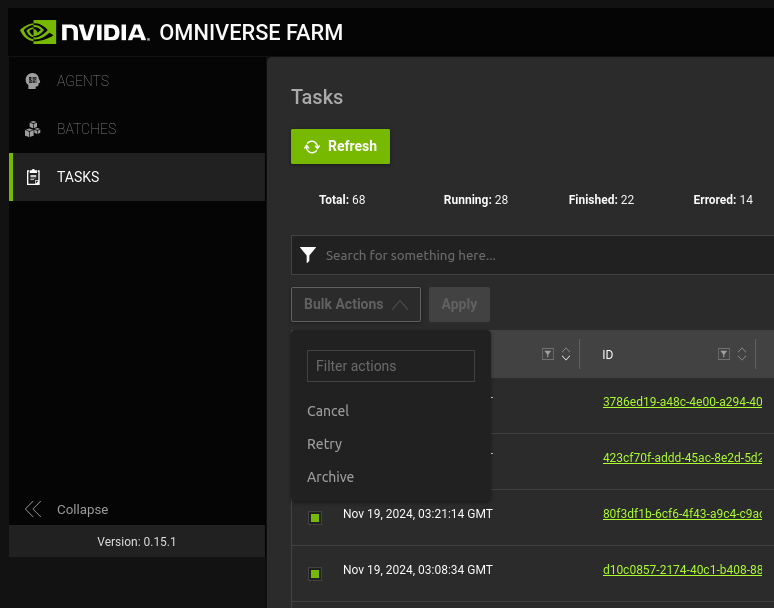 NVIDIA. OMNIVERSE FARM
AGENTS
BATCHES
TASKS
Collapse
Version: 0.15.1
Tasks
Refresh
Total: 68 Running: 28 Finished: 22 Errored: 14
Search for something here...
Bulk Actions Apply
ID
Filter actions
Cancel
Retry
Archive
3786ed19-a48c-4e00-a294-40
423cf70f-addd-45ac-8e2d-5d2
Nov 19, 2024, 03:21:14 GMT 80f3df1b-6cf6-4f43-a9c4-c9ac
Nov 19, 2024, 03:08:34 GMT d10c0857-2174-40c1-b408-88